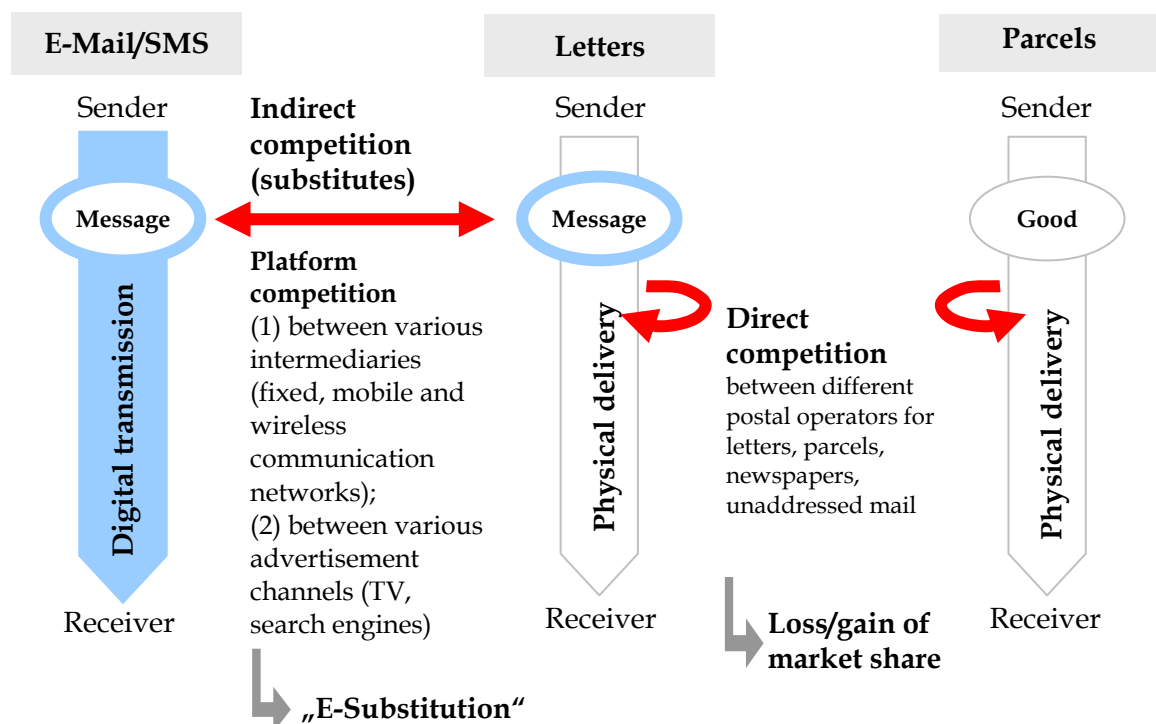 E-Mail/SMS
Letters
Parcels
Sender
Message
Digital transmission
Receiver
Indirect
competition
(substitutes)
Platform
competition
(1) between various
intermediaries
(fixed, mobile and
wireless
communication
networks);
(2) between various
advertisement
channels (TV,
search engines)
„E-Substitution“
Sender
Message
Physical delivery
Receiver
Direct
competition
between different
postal operators for
letters, parcels,
newspapers,
unaddressed mail
Loss/gain of
market share
Sender
Good
Physical delivery
Receiver